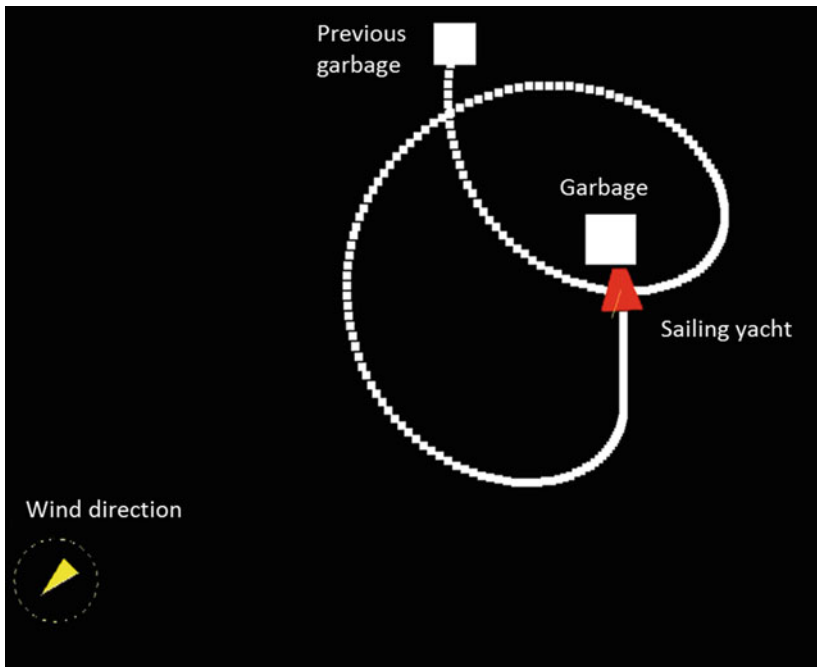 Previous
garbage
Garbage
Sailing yacht
Wind direction